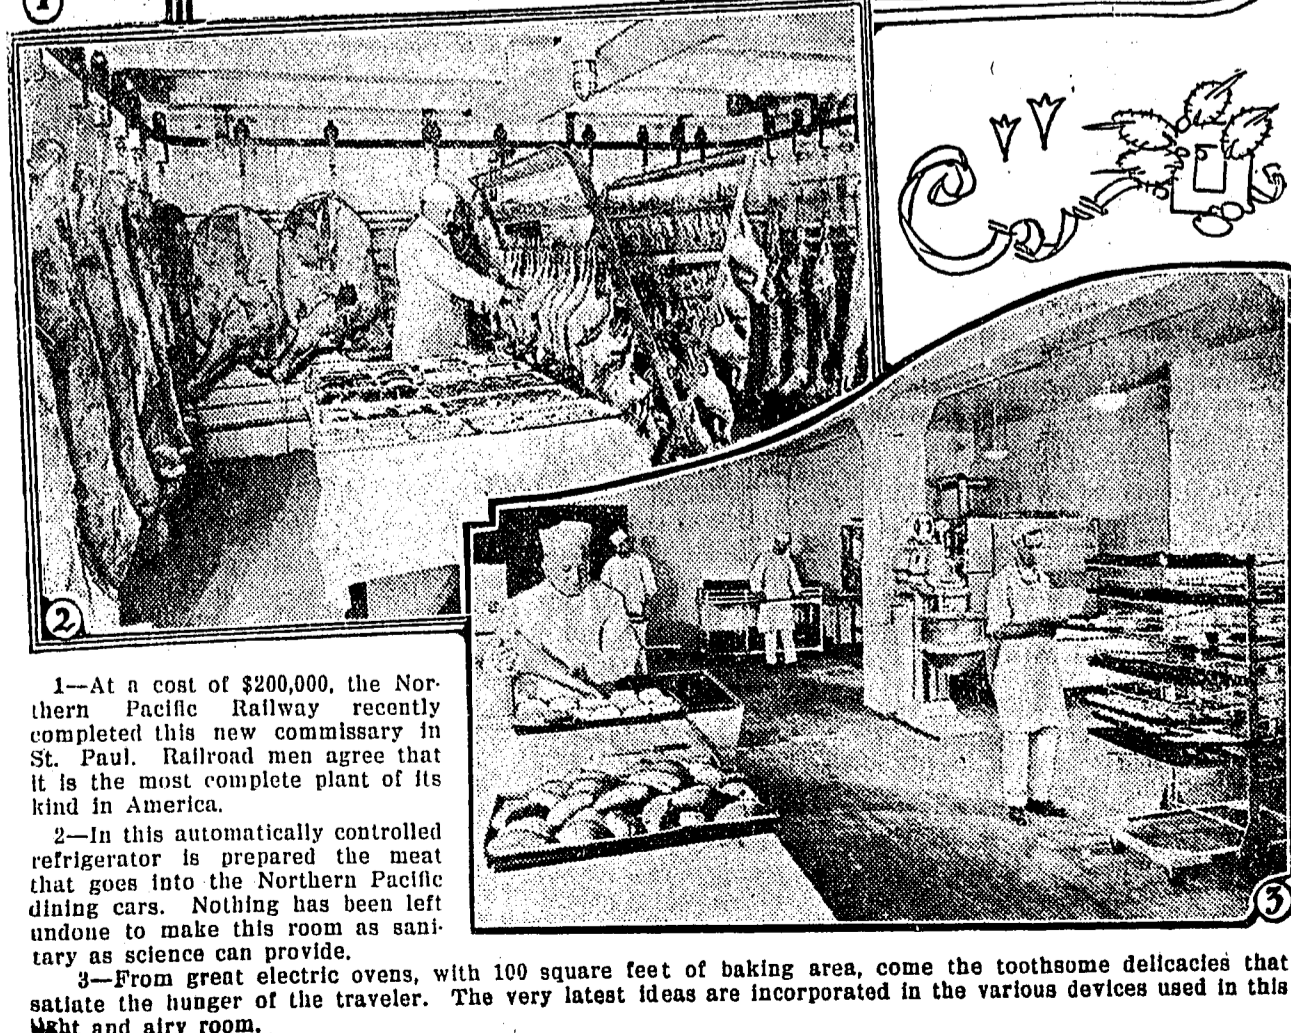 1
2
3
1—At a cost of $200,000, the Nor-
thern Pacific Railway recently
completed this new commissary in
St. Paul. Railroad men agree that
it is the most complete plant of its
kind in America.
2—In this automatically controlled
refrigerator is prepared the meat
that goes into the Northern Pacific
dining cars. Nothing has been left
undone to make this room as sani-
tary as science can provide.
3—From great electric ovens, with 100 square feet of baking area, come the toothsome delicacies that
satiate the hunger of the traveler. The very latest ideas are incorporated in the various devices used in this
light and airy room.